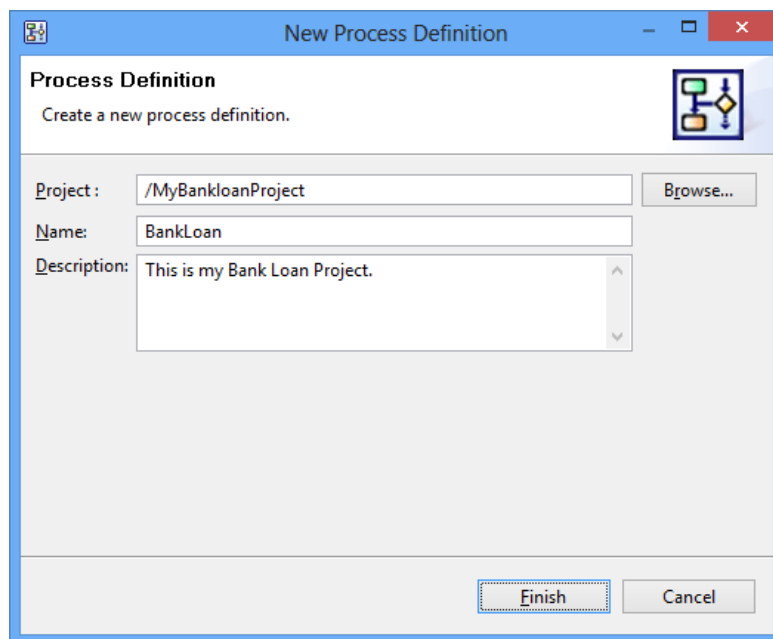 New Process Definition
Process Definition
Create a new process definition.
Project : /MyBankloanProject Browse...
Name: BankLoan
Description: This is my Bank Loan Project.
Finish Cancel